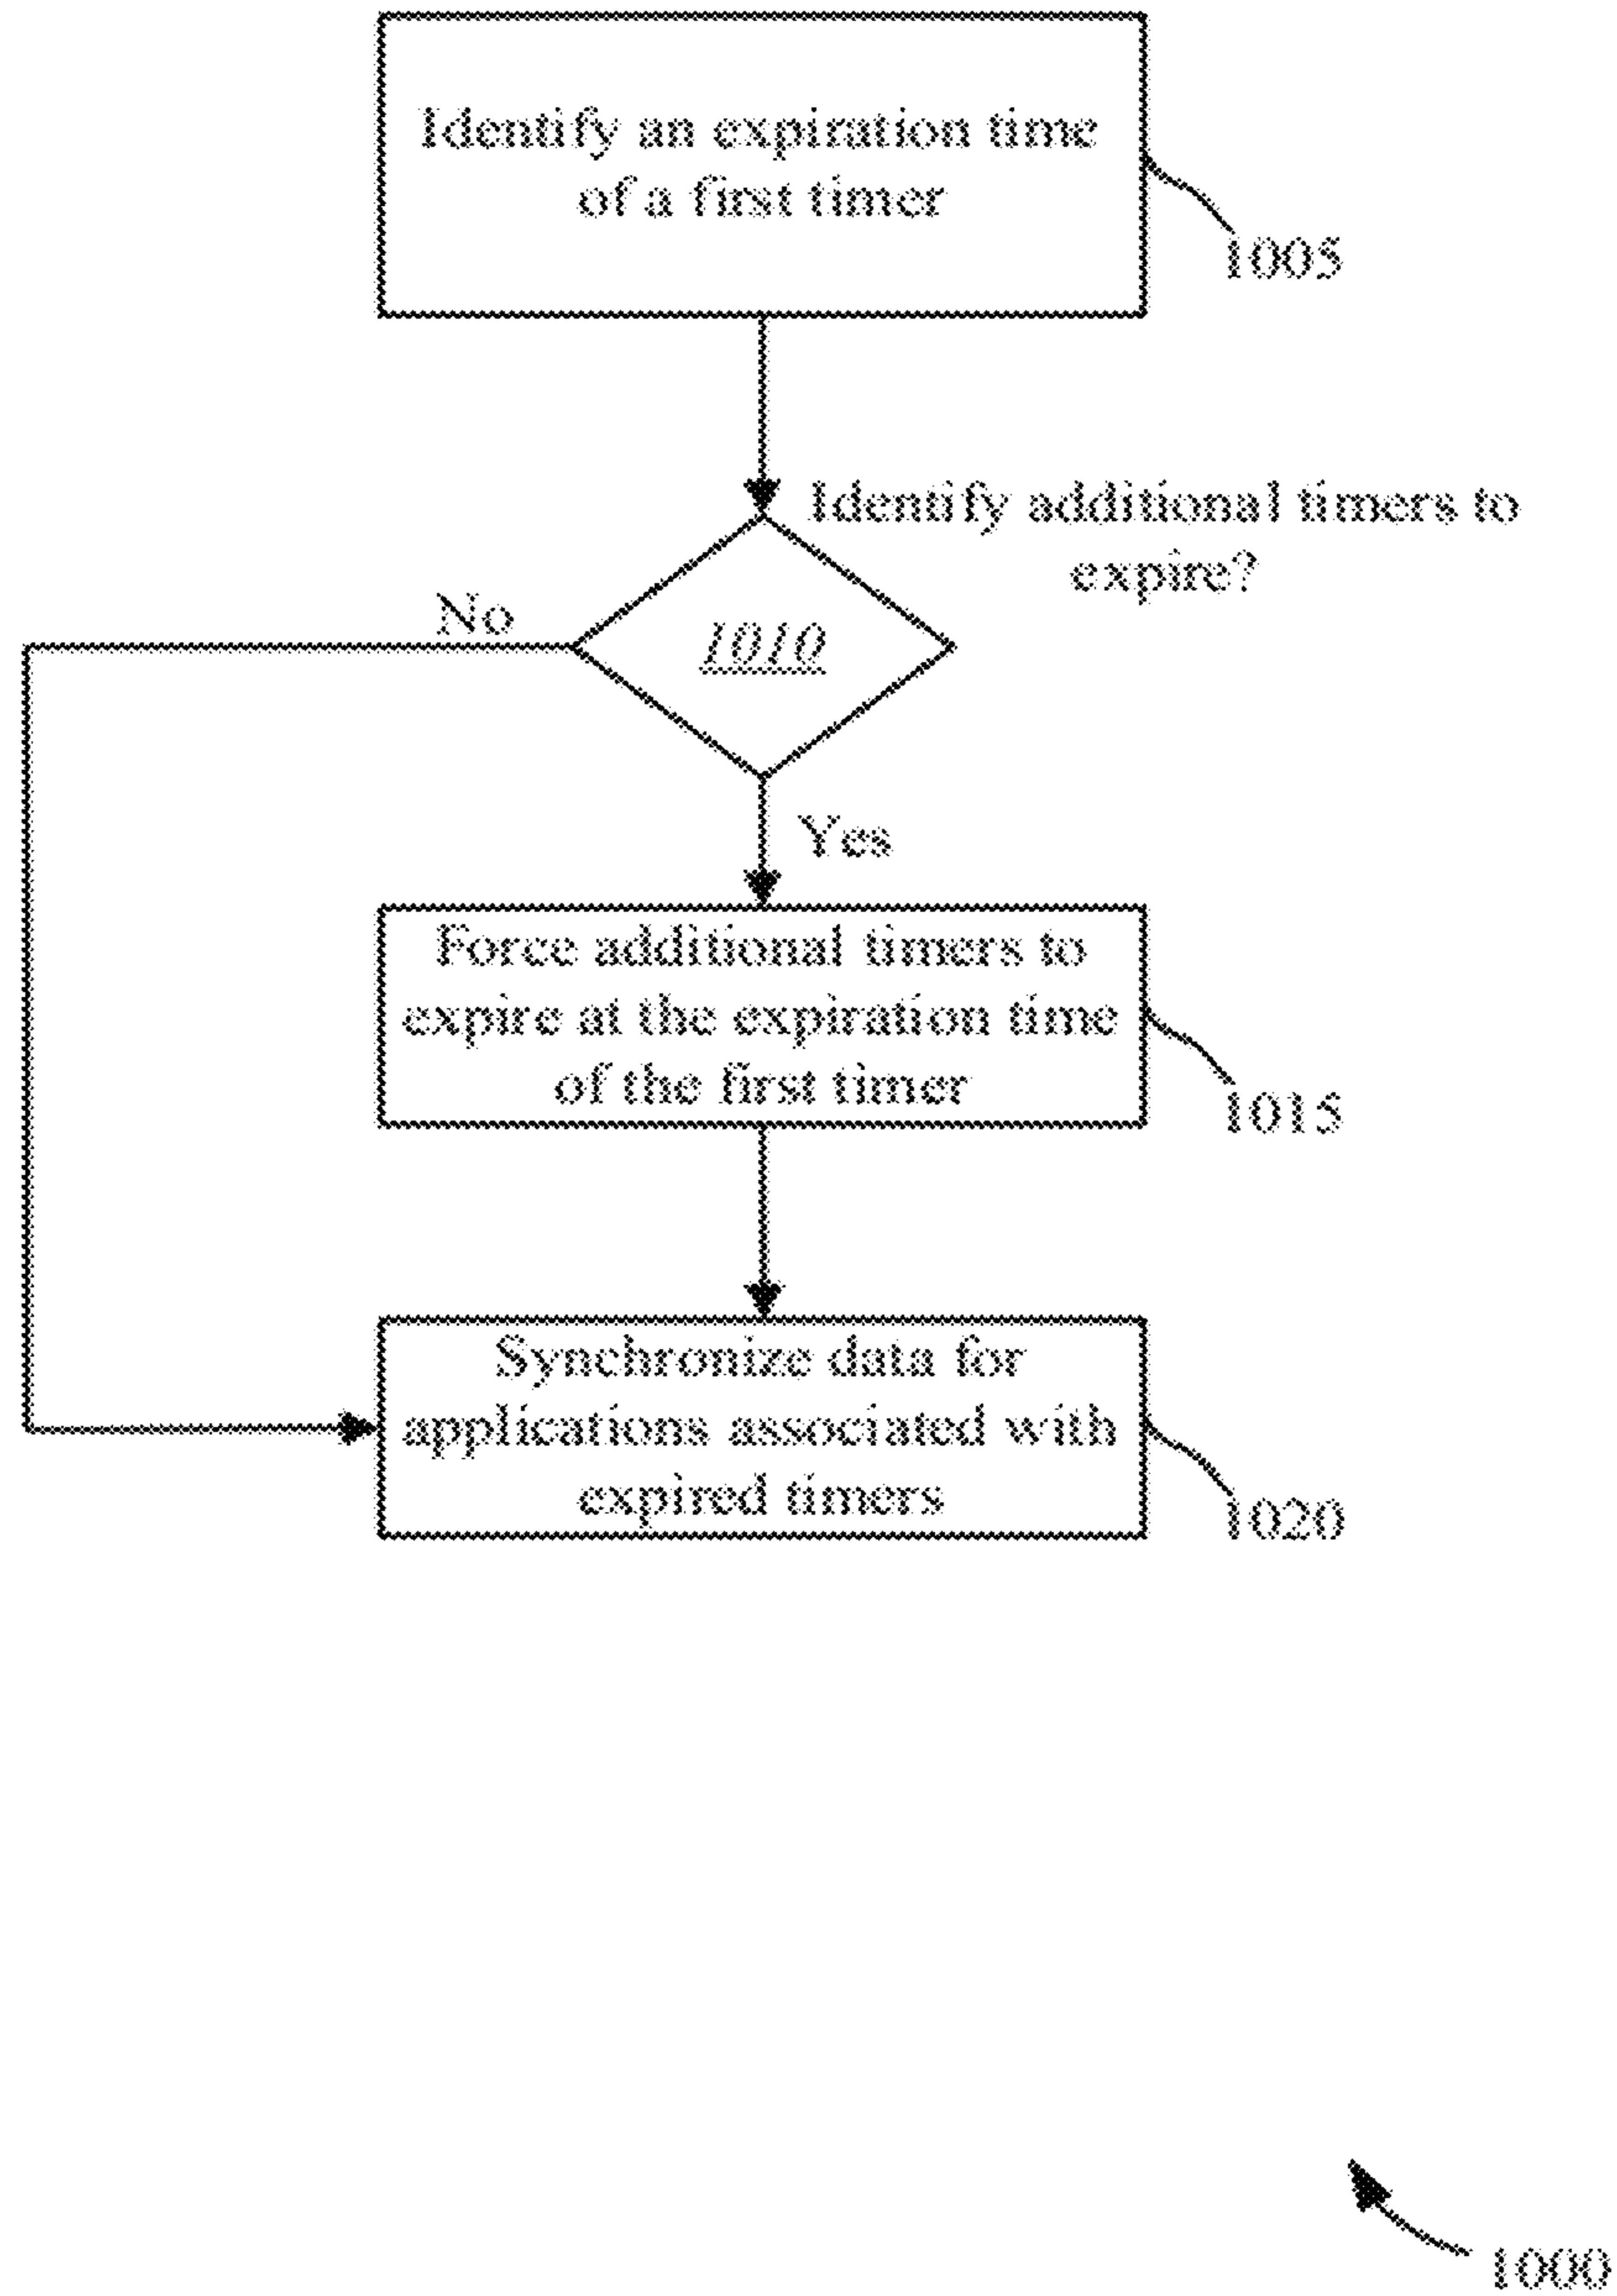 Identify an expiration time
of a first timer
1005
Identify additional timers to
expire?
No
1010
Yes
Force additional timers to
expire at the expiration time
of the first timer
1015
Synchronize data for
applications associated with
expired timers
1020
1000